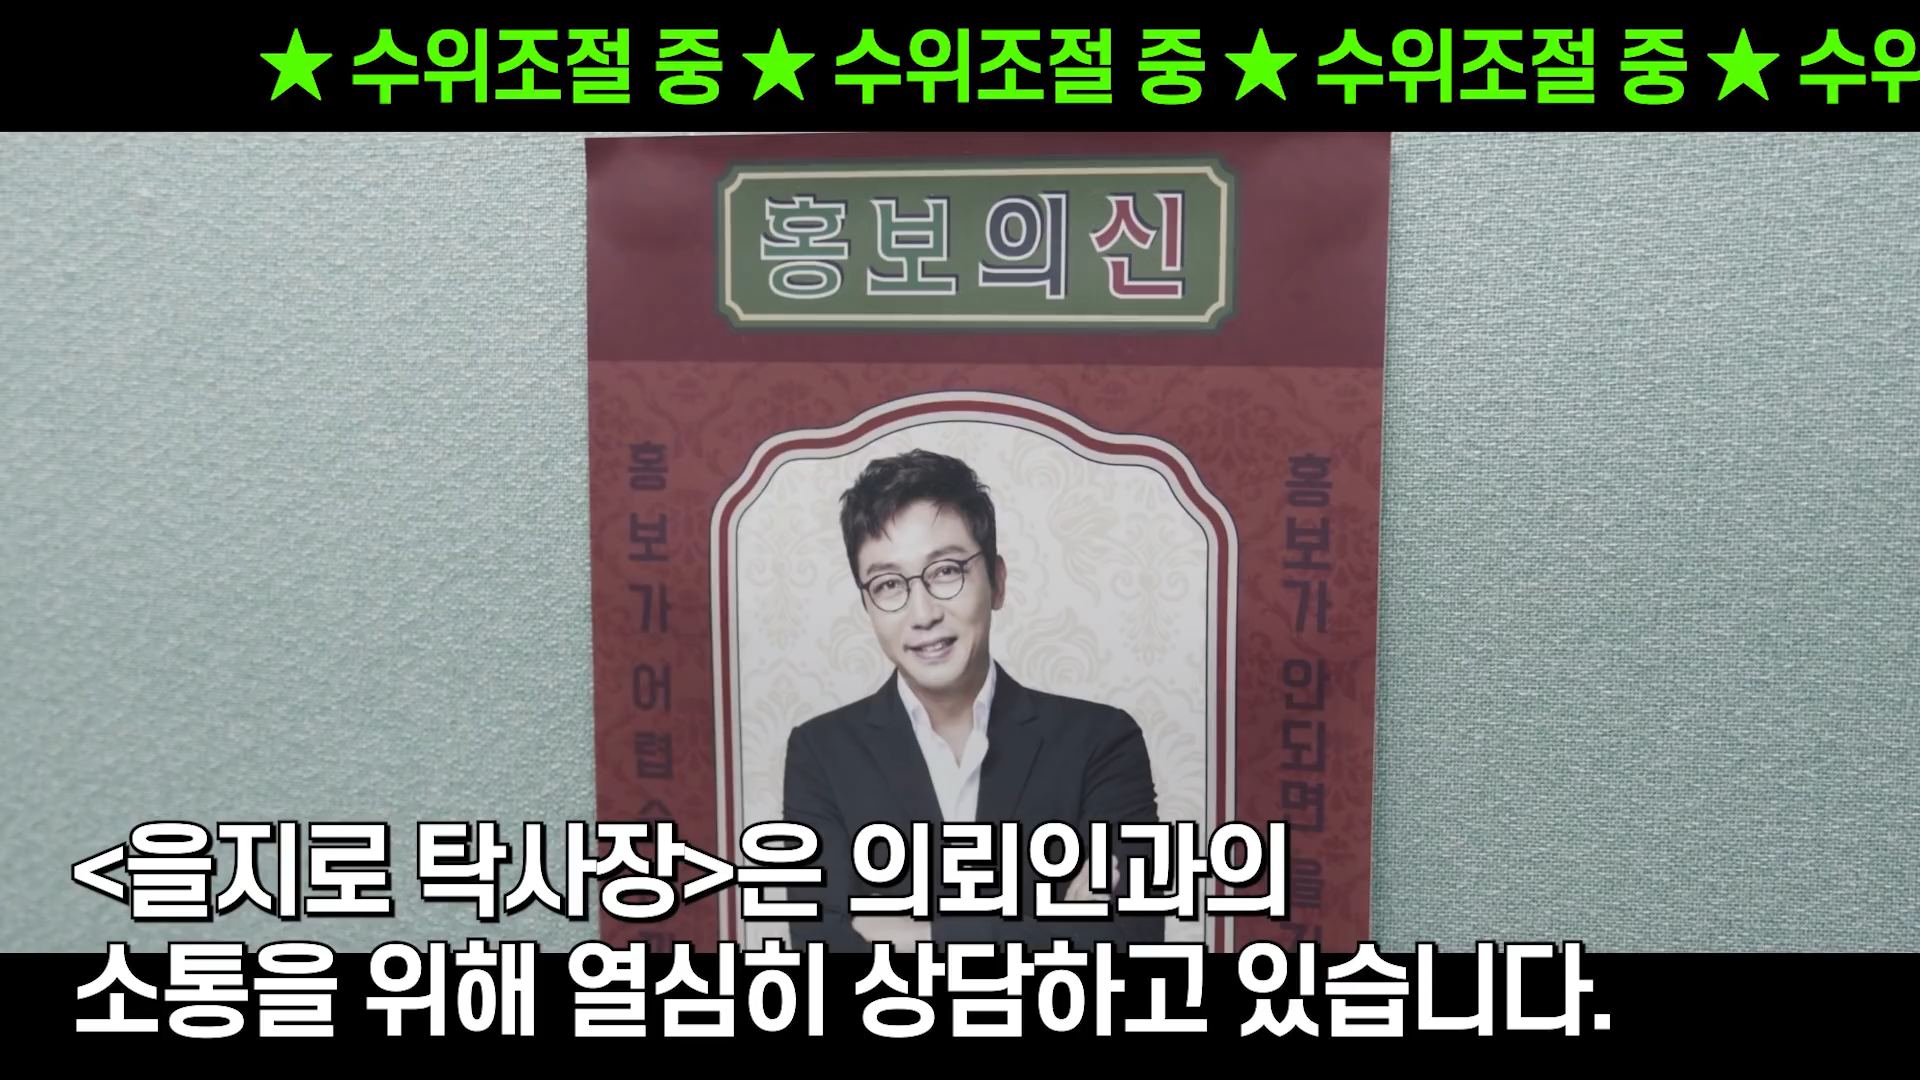 ★ 수위조절 중 ★ 수위조절 중 ★ 수위조절 중 ★ 수위
홍보의신
홍보가 어렵
홍보가 안되면 을지
<을지로 탁사장>은 의뢰인과의
소통을 위해 열심히 상담하고 있습니다.